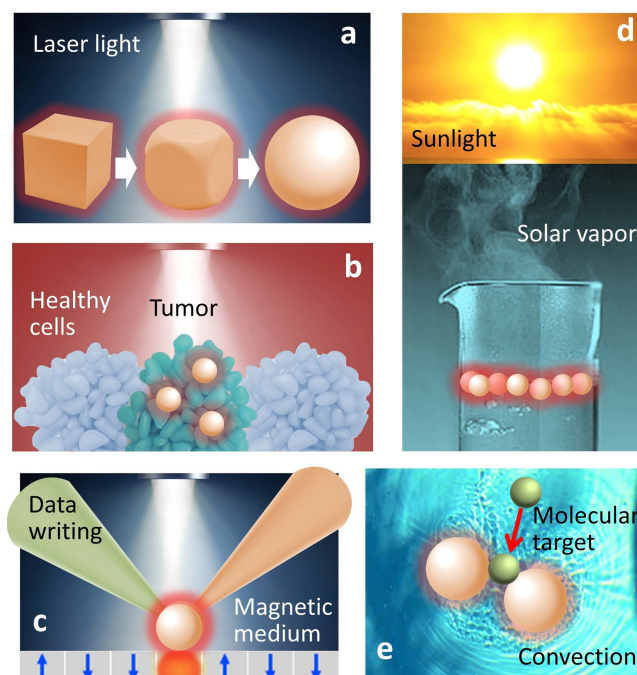 a
Laser light
b
Healthy
cells
Tumor
c
Data
writing
Magnetic
medium
d
Sunlight
Solar vapor
e
Molecular
target
Convection